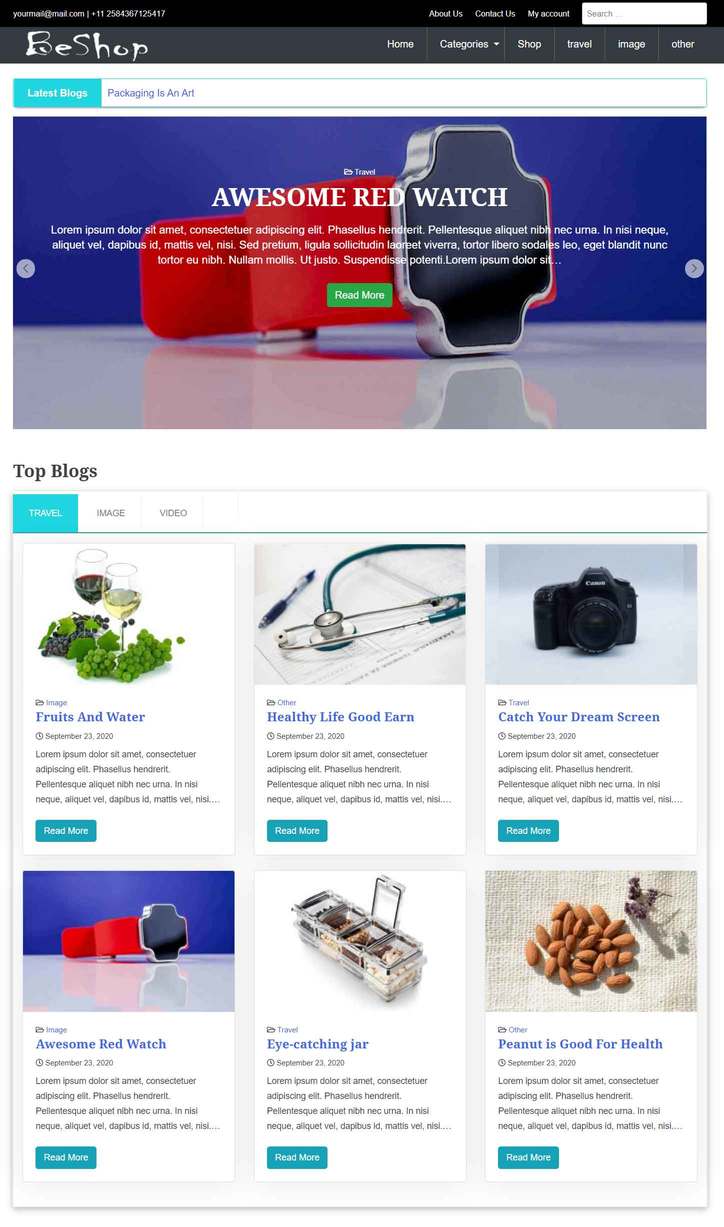 yourmail@mail.com | +11 2584367125417
About Us
Contact Us
My account
Search …
BeShop
Home
Categories
Shop
travel
image
other
Latest Blogs
Packaging Is An Art
Travel
AWESOME RED WATCH
Lorem ipsum dolor sit amet, consectetuer adipiscing elit. Phasellus hendrerit. Pellentesque aliquet nibh nec urna. In nisi neque,
aliquet vel, dapibus id, mattis vel, nisi. Sed pretium, ligula sollicitudin laoreet viverra, tortor libero sodales leo, eget blandit nunc
tortor eu nibh. Nullam mollis. Ut justo. Suspendisse potenti.Lorem ipsum dolor sit…
Read More
Top Blogs
TRAVEL
IMAGE
VIDEO
Image
Fruits And Water
September 23, 2020
Lorem ipsum dolor sit amet, consectetuer
adipiscing elit. Phasellus hendrerit.
Pellentesque aliquet nibh nec urna. In nisi
neque, aliquet vel, dapibus id, mattis vel, nisi.…
Read More
Other
Healthy Life Good Earn
September 23, 2020
Lorem ipsum dolor sit amet, consectetuer
adipiscing elit. Phasellus hendrerit.
Pellentesque aliquet nibh nec urna. In nisi
neque, aliquet vel, dapibus id, mattis vel, nisi.…
Read More
Canon
Travel
Catch Your Dream Screen
September 23, 2020
Lorem ipsum dolor sit amet, consectetuer
adipiscing elit. Phasellus hendrerit.
Pellentesque aliquet nibh nec urna. In nisi
neque, aliquet vel, dapibus id, mattis vel, nisi.…
Read More
Image
Awesome Red Watch
September 23, 2020
Lorem ipsum dolor sit amet, consectetuer
adipiscing elit. Phasellus hendrerit.
Pellentesque aliquet nibh nec urna. In nisi
neque, aliquet vel, dapibus id, mattis vel, nisi.…
Read More
Travel
Eye-catching jar
September 23, 2020
Lorem ipsum dolor sit amet, consectetuer
adipiscing elit. Phasellus hendrerit.
Pellentesque aliquet nibh nec urna. In nisi
neque, aliquet vel, dapibus id, mattis vel, nisi.…
Read More
Other
Peanut is Good For Health
September 23, 2020
Lorem ipsum dolor sit amet, consectetuer
adipiscing elit. Phasellus hendrerit.
Pellentesque aliquet nibh nec urna. In nisi
neque, aliquet vel, dapibus id, mattis vel, nisi.…
Read More